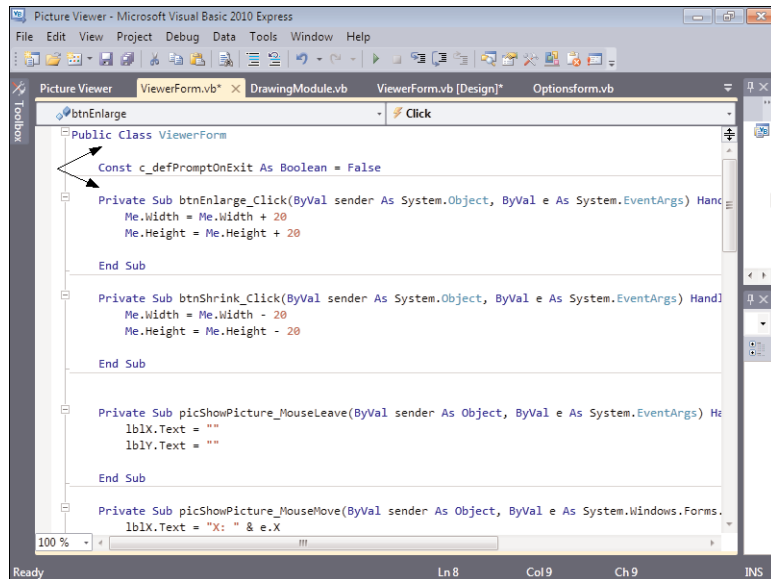 Picture Viewer - Microsoft Visual Basic 2010 Express
File Edit View Project Debug Data Tools Window Help
Toolbox
Picture Viewer ViewerForm.vb* DrawingModule.vb ViewerForm.vb [Design]* Optionsform.vb
btnEnlarge Click
Public Class ViewerForm
Const c_defPromptOnExit As Boolean = False
Private Sub btnEnlarge_Click(ByVal sender As System.Object, ByVal e As System.EventArgs) Hand
Me.Width = Me.Width + 20
Me.Height = Me.Height + 20
End Sub
Private Sub btnShrink_Click(ByVal sender As System.Object, ByVal e As System.EventArgs) Handl
Me.Width = Me.Width - 20
Me.Height = Me.Height - 20
End Sub
Private Sub picShowPicture_MouseLeave(ByVal sender As Object, ByVal e As System.EventArgs) Ha
lblX.Text = ""
lblY.Text = ""
End Sub
Private Sub picShowPicture_MouseMove(ByVal sender As Object, ByVal e As System.Windows.Forms.
lblX.Text = "X: " & e.X
100 %
Ready Ln 8 Col 9 Ch 9 INS